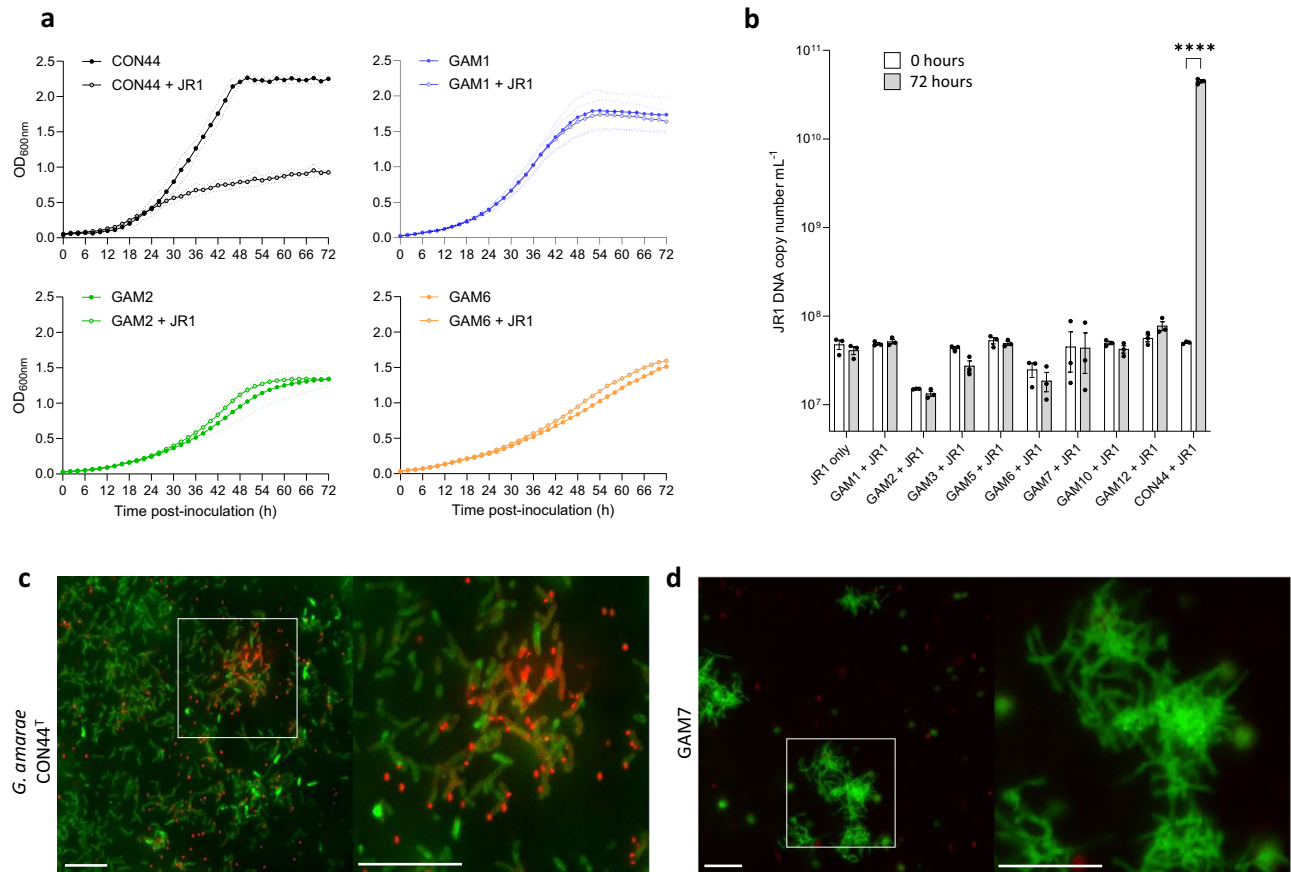 a
CON44
CON44 + JR1
OD600nm
2.5
2.0
1.5
1.0
0.5
0.0
0 6 12 18 24 30 36 42 48 54 60 66 72
GAM1
GAM1 + JR1
2.5
2.0
1.5
1.0
0.5
0.0
0 6 12 18 24 30 36 42 48 54 60 66 72
GAM2
GAM2 + JR1
OD600nm
2.5
2.0
1.5
1.0
0.5
0.0
0 6 12 18 24 30 36 42 48 54 60 66 72
Time post-inoculation (h)
GAM6
GAM6 + JR1
2.5
2.0
1.5
1.0
0.5
0.0
0 6 12 18 24 30 36 42 48 54 60 66 72
Time post-inoculation (h)
b
0 hours
72 hours
****
JR1 DNA copy number mL-1
10^11
10^10
10^9
10^8
10^7
JR1 only
GAM1 + JR1
GAM2 + JR1
GAM3 + JR1
GAM5 + JR1
GAM6 + JR1
GAM7 + JR1
GAM10 + JR1
GAM12 + JR1
CON44 + JR1
c
G. amarae
CON44T
d
GAM7